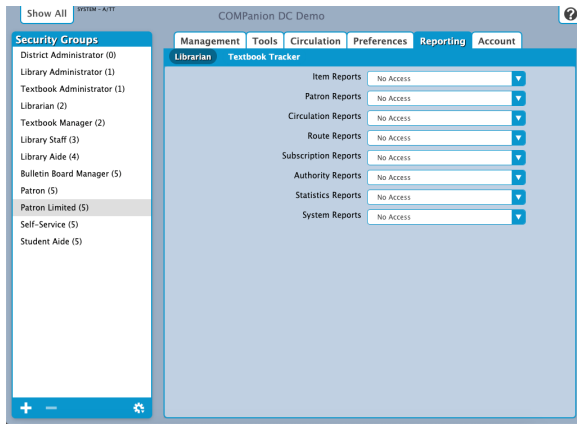 Show All
SYSTEM - A/TT
COMPanion DC Demo
?
Security Groups
District Administrator (0)
Library Administrator (1)
Textbook Administrator (1)
Librarian (2)
Textbook Manager (2)
Library Staff (3)
Library Aide (4)
Bulletin Board Manager (5)
Patron (5)
Patron Limited (5)
Self-Service (5)
Student Aide (5)
Management Tools Circulation Preferences Reporting Account
Librarian Textbook Tracker
Item Reports No Access
Patron Reports No Access
Circulation Reports No Access
Route Reports No Access
Subscription Reports No Access
Authority Reports No Access
Statistics Reports No Access
System Reports No Access